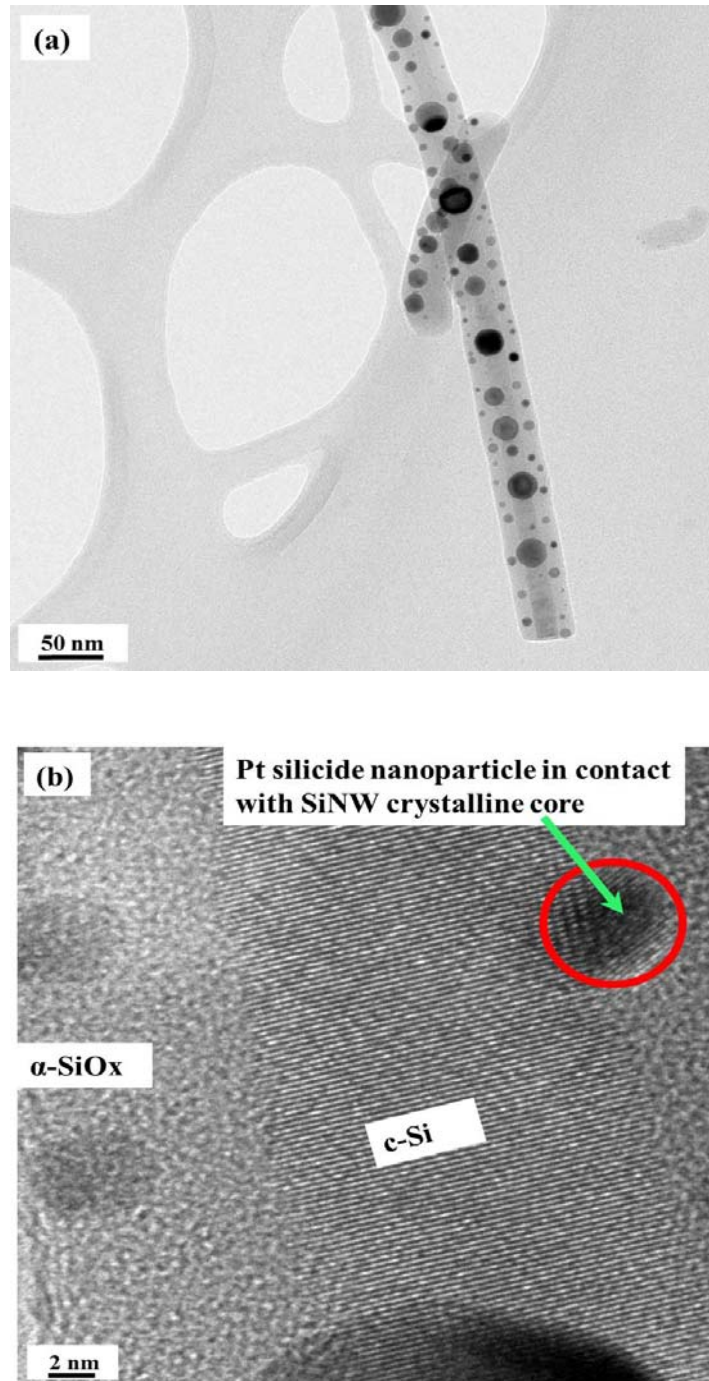 (a)
50 nm
(b)
Pt silicide nanoparticle in contact
with SiNW crystalline core
α-SiOx
c-Si
2 nm